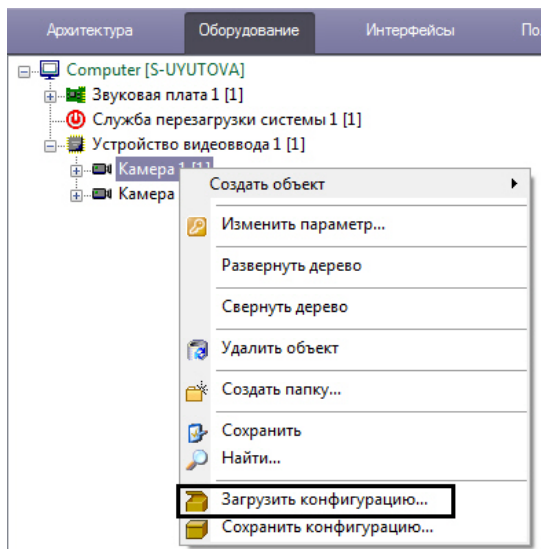 Архитектура Оборудование Интерфейсы По
Computer [S-UYUTOVA]
Звуковая плата 1 [1]
Служба перезагрузки системы 1 [1]
Устройство видеоввода 1 [1]
Камера 1 [1]
Камера
Создать объект
Изменить параметр...
Развернуть дерево
Свернуть дерево
Удалить объект
Создать папку...
Сохранить
Найти...
Загрузить конфигурацию...
Сохранить конфигурацию...